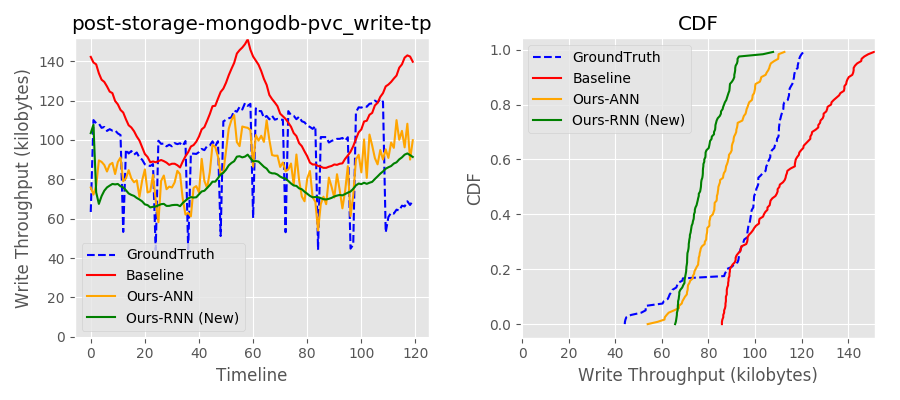 post-storage-mongodb-pvc_write-tp
Write Throughput (kilobytes)
140
120
100
80
60
40
20
0
GroundTruth
Baseline
Ours-ANN
Ours-RNN (New)
0 20 40 60 80 100 120
Timeline
CDF
CDF
1.0
0.8
0.6
0.4
0.2
0.0
GroundTruth
Baseline
Ours-ANN
Ours-RNN (New)
0 20 40 60 80 100 120 140
Write Throughput (kilobytes)